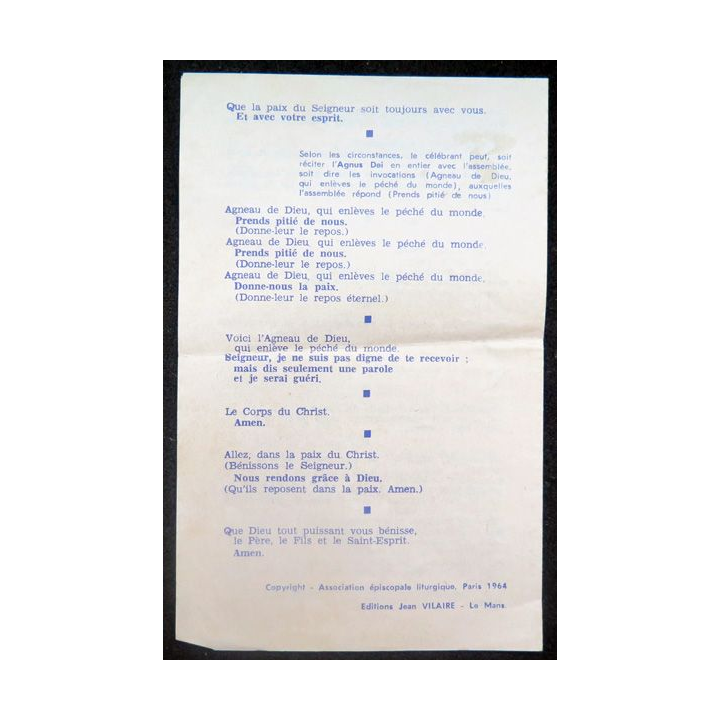 Que la paix du Seigneur soit toujours avec vous.
Et avec votre esprit.
Selon les circonstances, le célébrant peut, soit
réciter l'Agnus Dei en entier avec l'assemblée,
soit dire les invocations (Agneau de Dieu,
qui enlèves le péché du monde), auxquelles
l'assemblée répond (Prends pitié de nous)
Agneau de Dieu, qui enlèves le péché du monde.
Prends pitié de nous.
(Donne-leur le repos.)
Agneau de Dieu, qui enlèves le péché du monde.
Prends pitié de nous.
(Donne-leur le repos.)
Agneau de Dieu, qui enlèves le péché du monde.
Donne-nous la paix.
(Donne-leur le repos éternel.)
Voici l'Agneau de Dieu,
qui enlève le péché du monde.
Seigneur, je ne suis pas digne de te recevoir :
mais dis seulement une parole
et je serai guéri.
Le Corps du Christ.
Amen.
Allez, dans la paix du Christ.
(Bénissons le Seigneur.)
Nous rendons grâce à Dieu.
(Qu'ils reposent dans la paix. Amen.)
Que Dieu tout puissant vous bénisse,
le Père, le Fils et le Saint-Esprit.
Amen.
Copyright - Association épiscopale liturgique, Paris 1964
Editions Jean VILAIRE - Le Mans